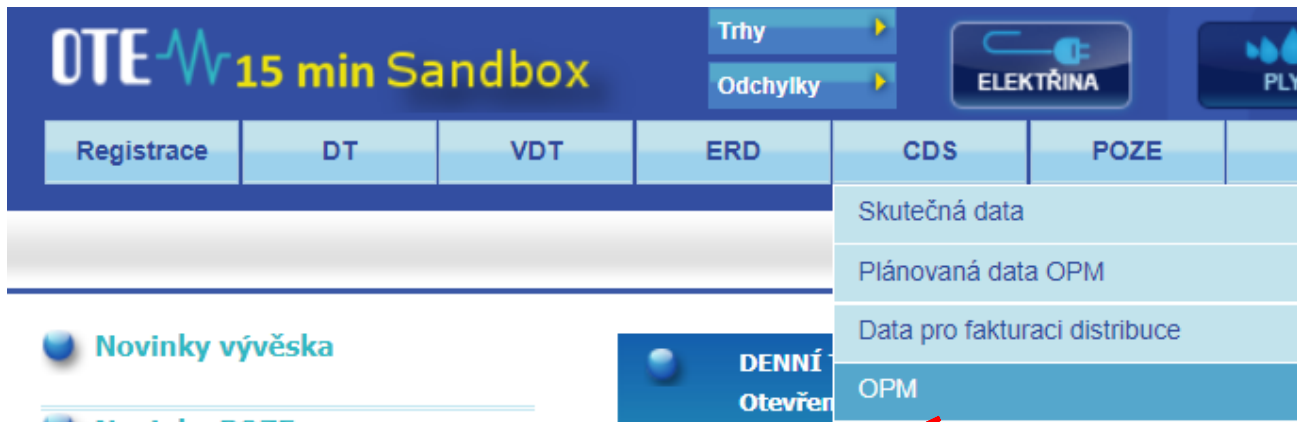 OTE 15 min Sandbox
Trhy
Odchylky
ELEKTŘINA
Registrace DT VDT ERD CDS POZE
Skutečná data
Plánovaná data OPM
Data pro fakturaci distribuce
OPM
Novinky vývěska
DENNÍ